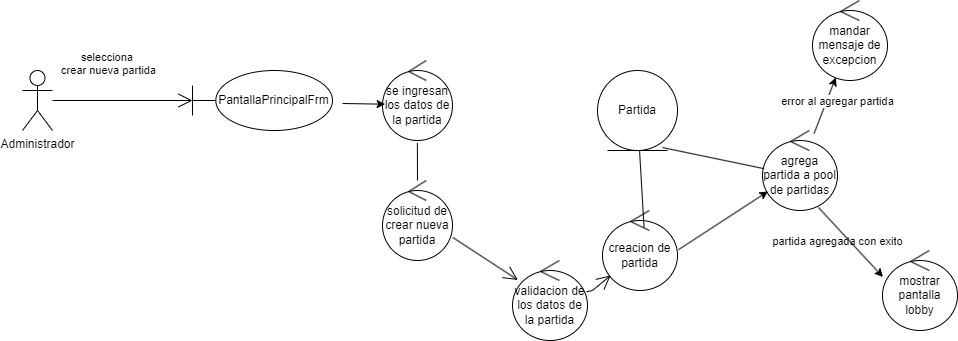 selecciona
crear nueva partida
Administrador
PantallaPrincipalFrm
se ingresan
los datos de
la partida
solicitud de
crear nueva
partida
validacion de
los datos de
la partida
Partida
creacion de
partida
agrega
partida a pool
de partidas
error al agregar partida
mandar
mensaje de
excepcion
partida agregada con exito
mostrar
pantalla
lobby